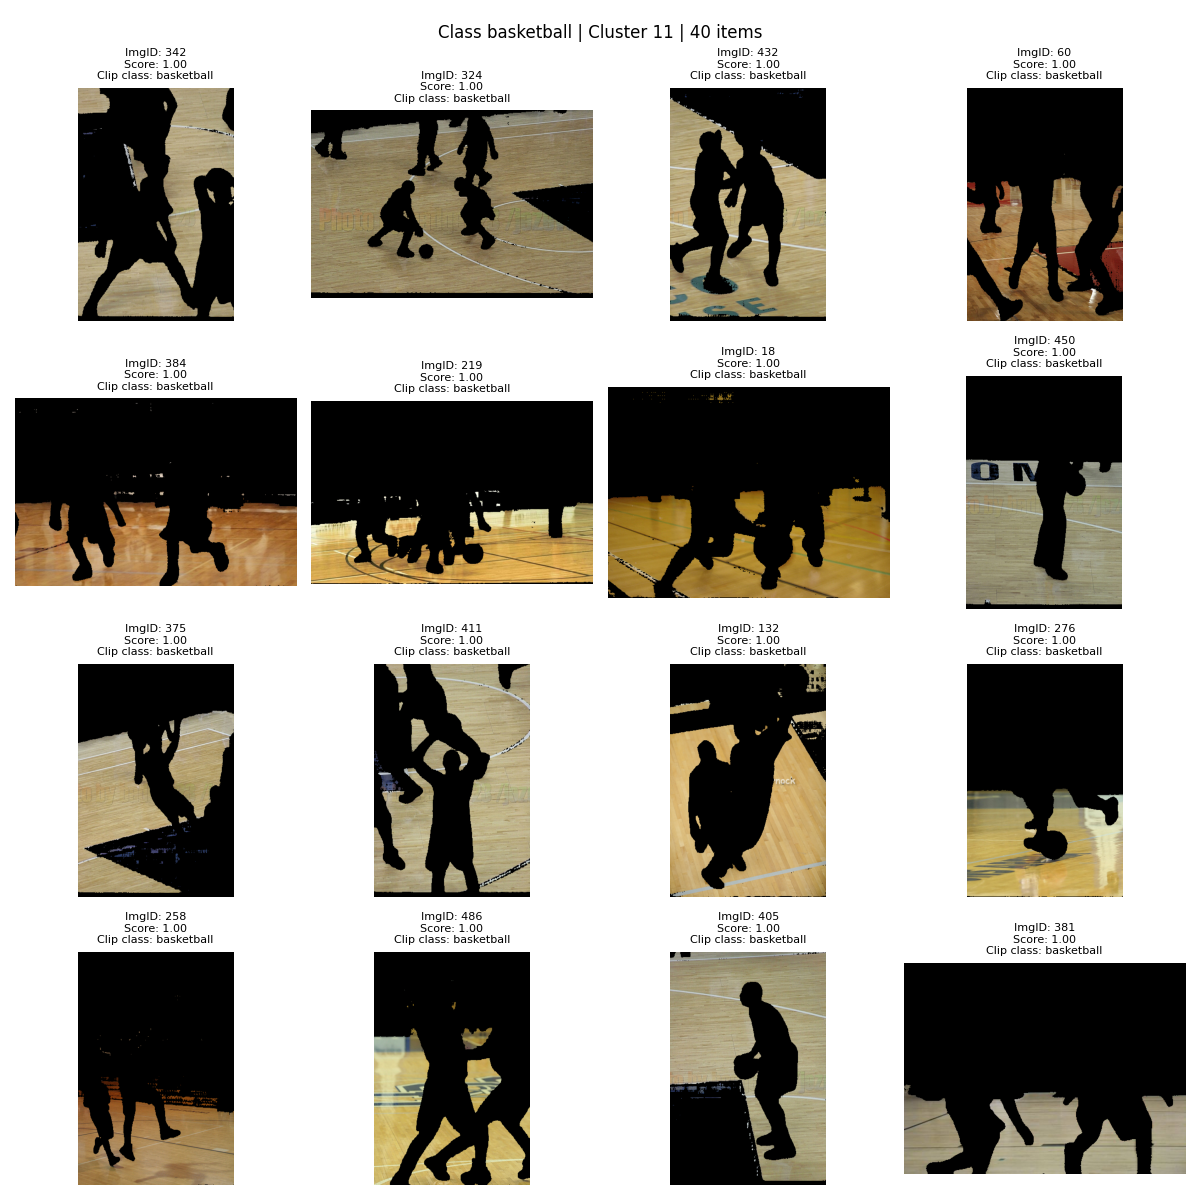 Class basketball | Cluster 11 | 40 items
ImgID: 342
Score: 1.00
Clip class: basketball
ImgID: 324
Score: 1.00
Clip class: basketball
ImgID: 432
Score: 1.00
Clip class: basketball
ImgID: 60
Score: 1.00
Clip class: basketball
ImgID: 384
Score: 1.00
Clip class: basketball
ImgID: 219
Score: 1.00
Clip class: basketball
ImgID: 18
Score: 1.00
Clip class: basketball
ImgID: 450
Score: 1.00
Clip class: basketball
ImgID: 375
Score: 1.00
Clip class: basketball
ImgID: 411
Score: 1.00
Clip class: basketball
ImgID: 132
Score: 1.00
Clip class: basketball
ImgID: 276
Score: 1.00
Clip class: basketball
ImgID: 258
Score: 1.00
Clip class: basketball
ImgID: 486
Score: 1.00
Clip class: basketball
ImgID: 405
Score: 1.00
Clip class: basketball
ImgID: 381
Score: 1.00
Clip class: basketball